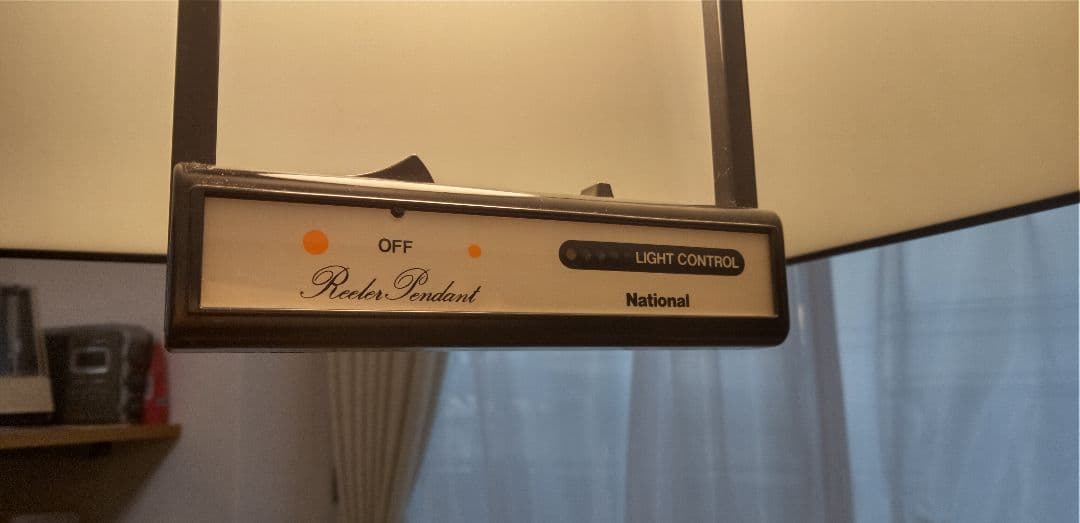 OFF
LIGHT CONTROL
Reeler Pendant
National